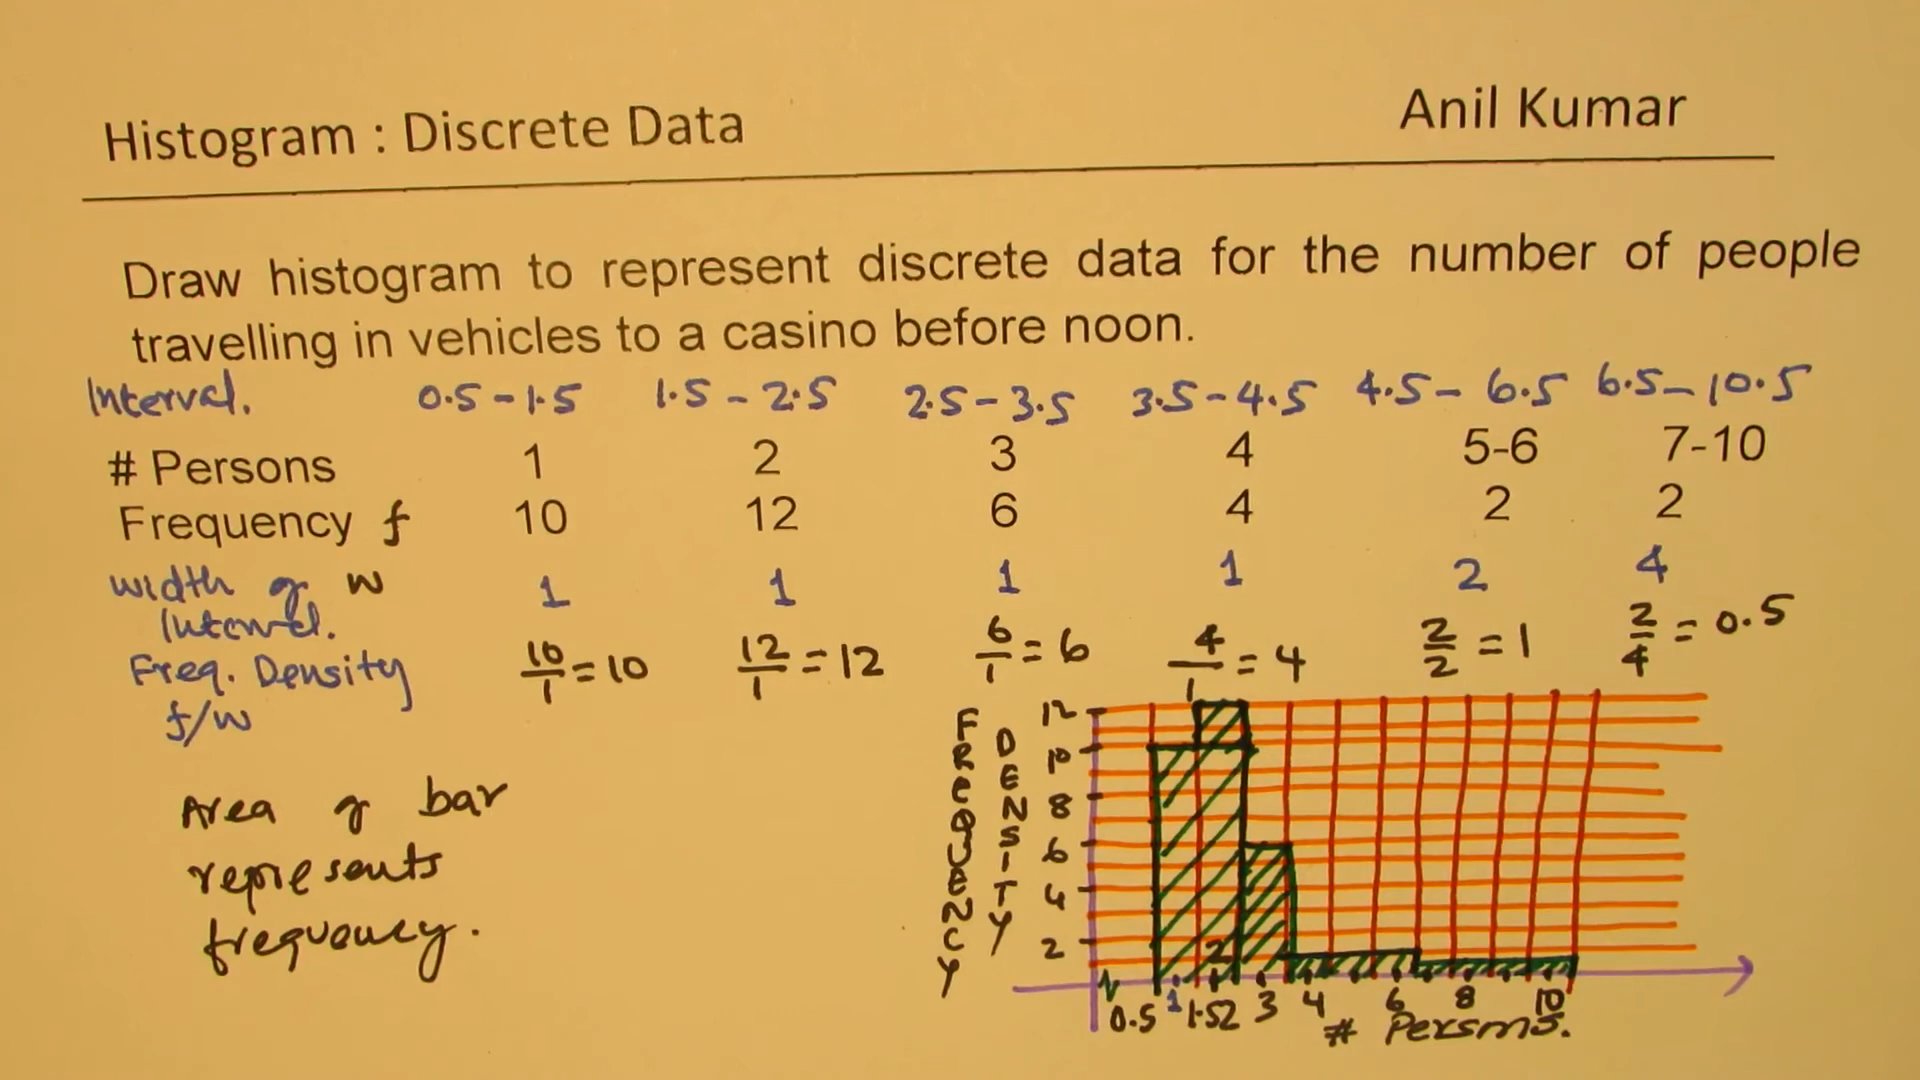 Histogram : Discrete Data
Anil Kumar
Draw histogram to represent discrete data for the number of people
travelling in vehicles to a casino before noon.
Interval. 0.5-1.5 1.5-2.5 2.5-3.5 3.5-4.5 4.5-6.5 6.5-10.5
# Persons 1 2 3 4 5-6 7-10
Frequency f 10 12 6 4 2 2
Width of w 1 1 1 1 2 4
Interval.
Freq. Density 10/1=10 12/1=12 6/1=6 4/1=4 2/2=1 2/4=0.5
f/w
Area of bar
represents
frequency.
FREQUENCY
DENSITY
12
10
8
6
4
2
2
0.5 1 1.5 2 3 4 6 8 10
# Persons.